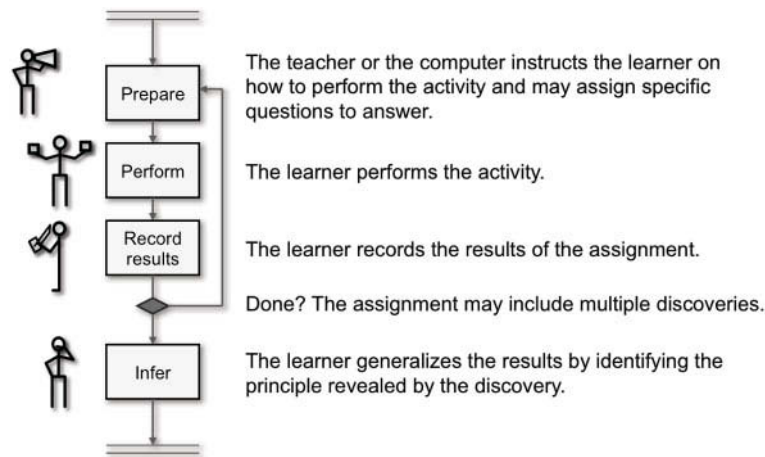 The teacher or the computer instructs the learner on
how to perform the activity and may assign specific
questions to answer.
Prepare
Perform
The learner performs the activity.
Record
results
The learner records the results of the assignment.
Done? The assignment may include multiple discoveries.
Infer
The learner generalizes the results by identifying the
principle revealed by the discovery.